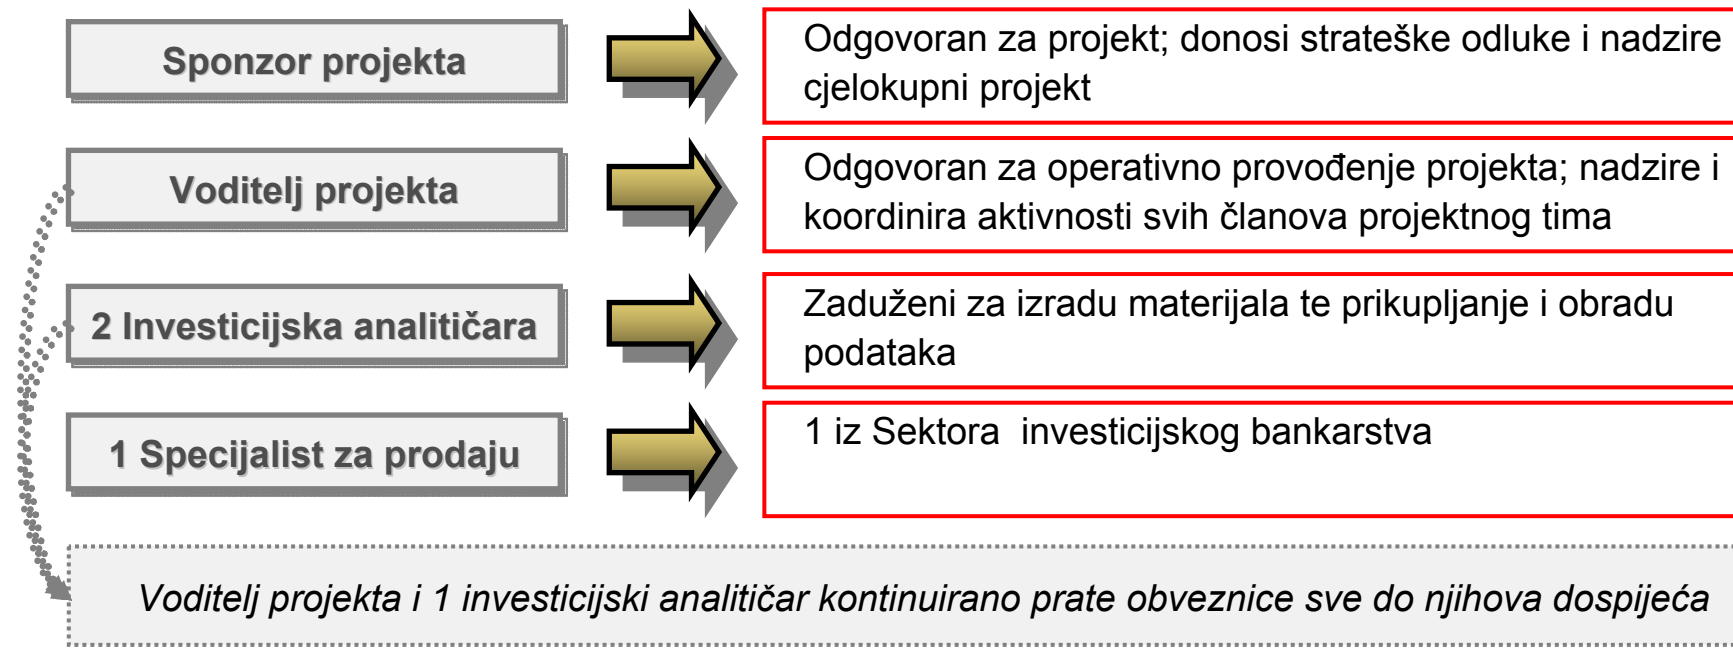 Sponzor projekta
Odgovoran za projekt; donosi strateške odluke i nadzire
cjelokupni projekt
Voditelj projekta
Odgovoran za operativno provođenje projekta; nadzire i
koordinira aktivnosti svih članova projektnog tima
2 Investicijska analitičara
Zaduženi za izradu materijala te prikupljanje i obradu
podataka
1 Specijalist za prodaju
1 iz Sektora  investicijskog bankarstva
Voditelj projekta i 1 investicijski analitičar kontinuirano prate obveznice sve do njihova dospijeća